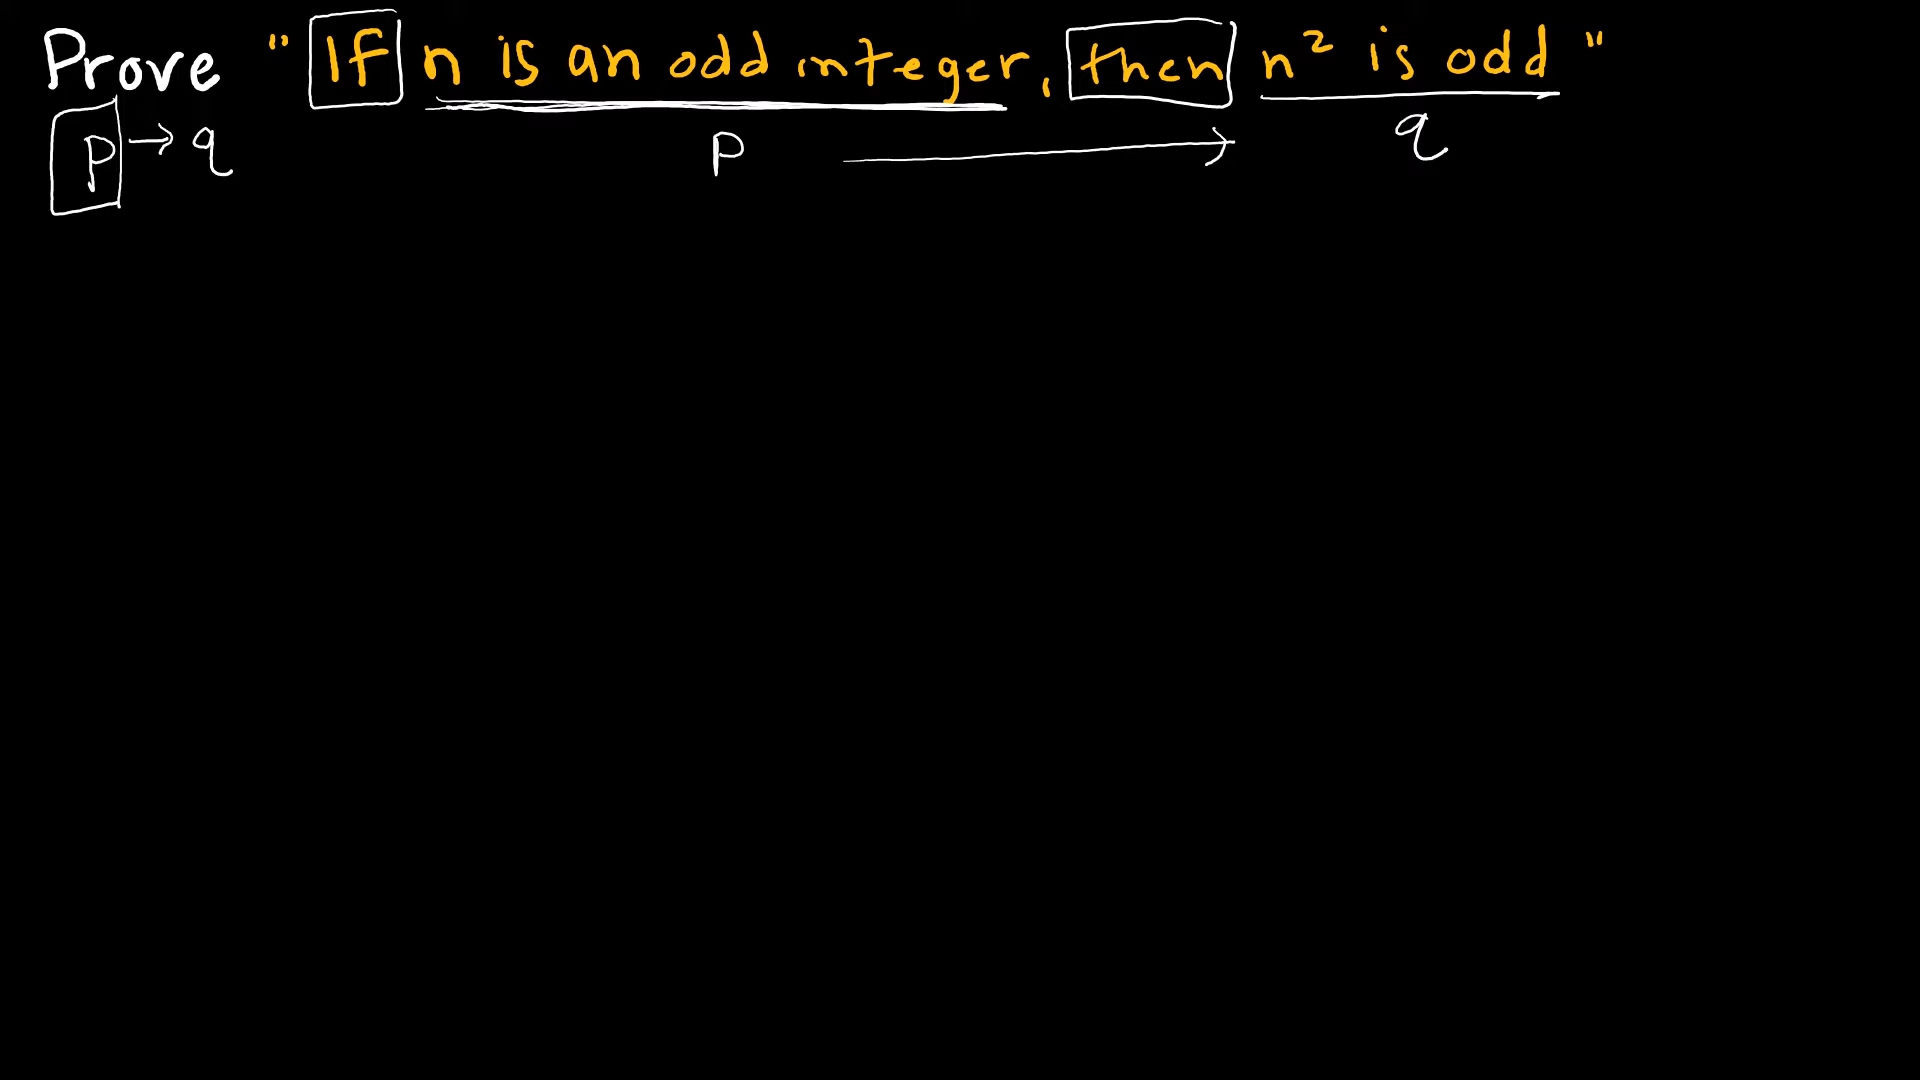 Prove " If n is an odd integer, then n² is odd "
p → q p → q